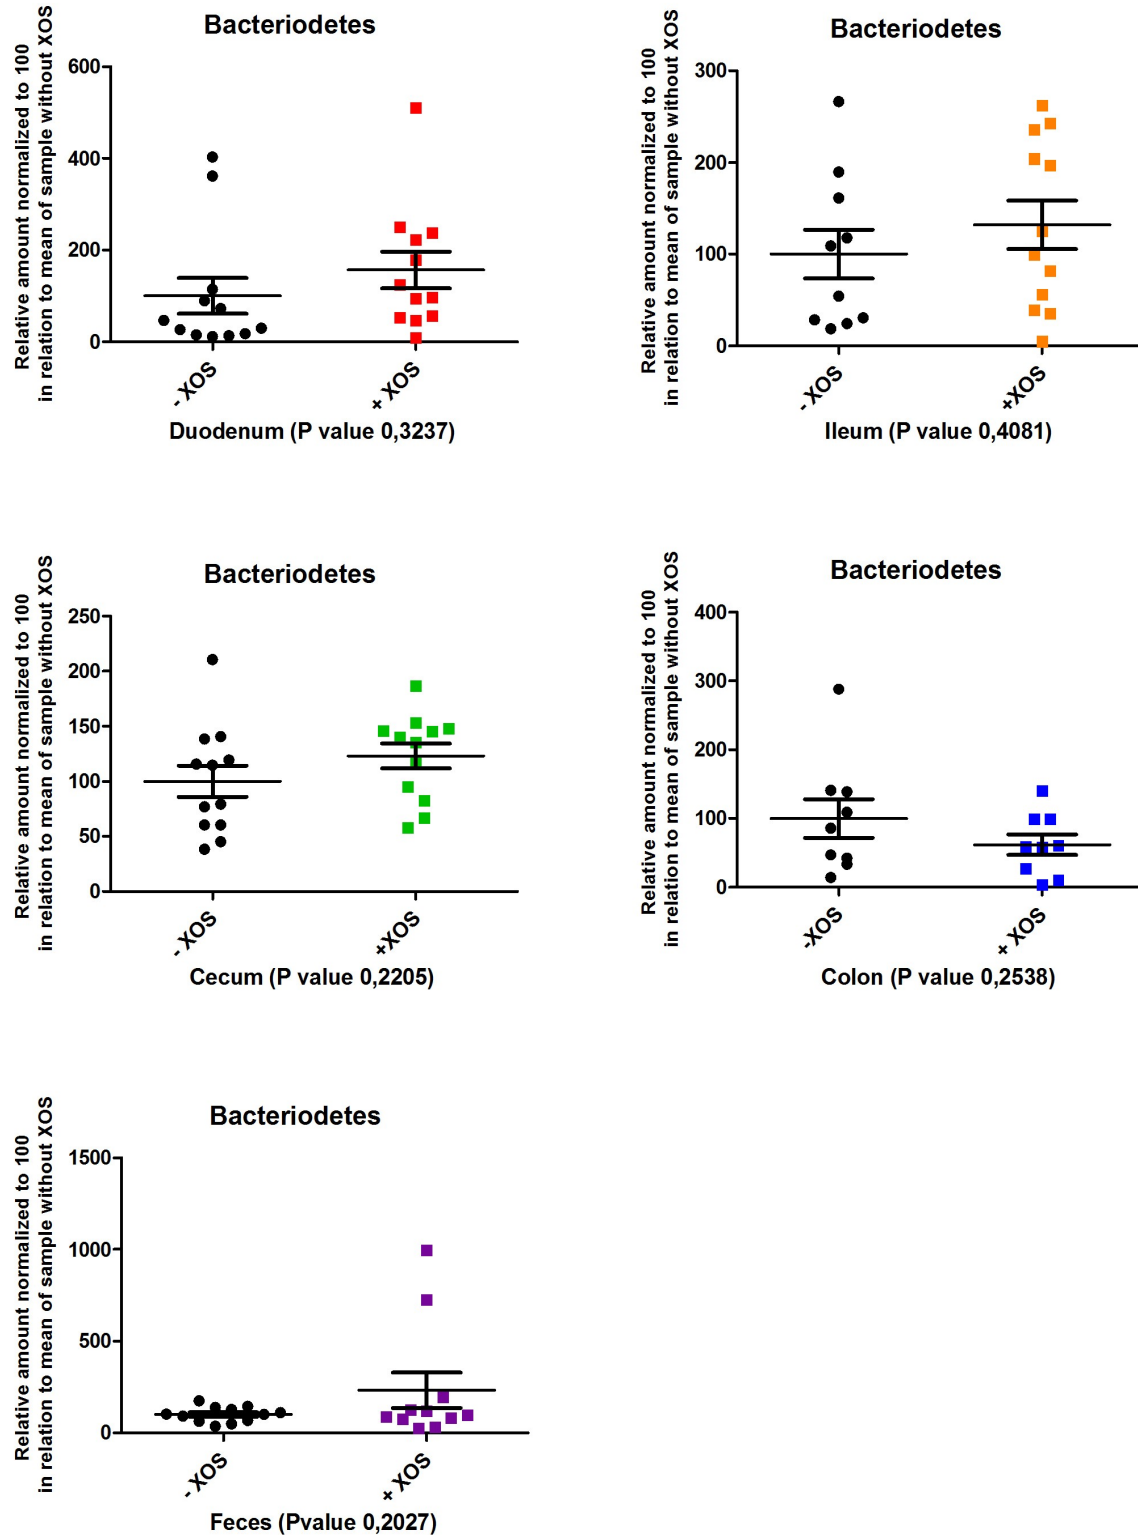 Bacteriodetes
Relative amount normalized to 100
in relation to mean of sample without XOS
600
400
200
0
- XOS
+ XOS
Duodenum (P value 0,3237)
Bacteriodetes
Relative amount normalized to 100
in relation to mean of sample without XOS
300
200
100
0
- XOS
+XOS
Ileum (P value 0,4081)
Bacteriodetes
Relative amount normalized to 100
in relation to mean of sample without XOS
250
200
150
100
50
0
- XOS
+XOS
Cecum (P value 0,2205)
Bacteriodetes
Relative amount normalized to 100
in relation to mean of sample without XOS
400
300
200
100
0
-XOS
+ XOS
Colon (P value 0,2538)
Bacteriodetes
Relative amount normalized to 100
in relation to mean of sample without XOS
1500
1000
500
0
- XOS
+ XOS
Feces (Pvalue 0,2027)